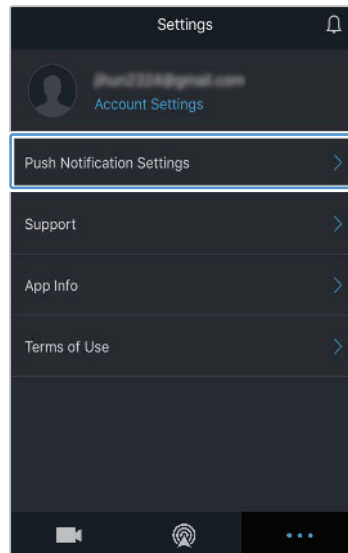 Settings
Account Settings
Push Notification Settings
Support
App Info
Terms of Use